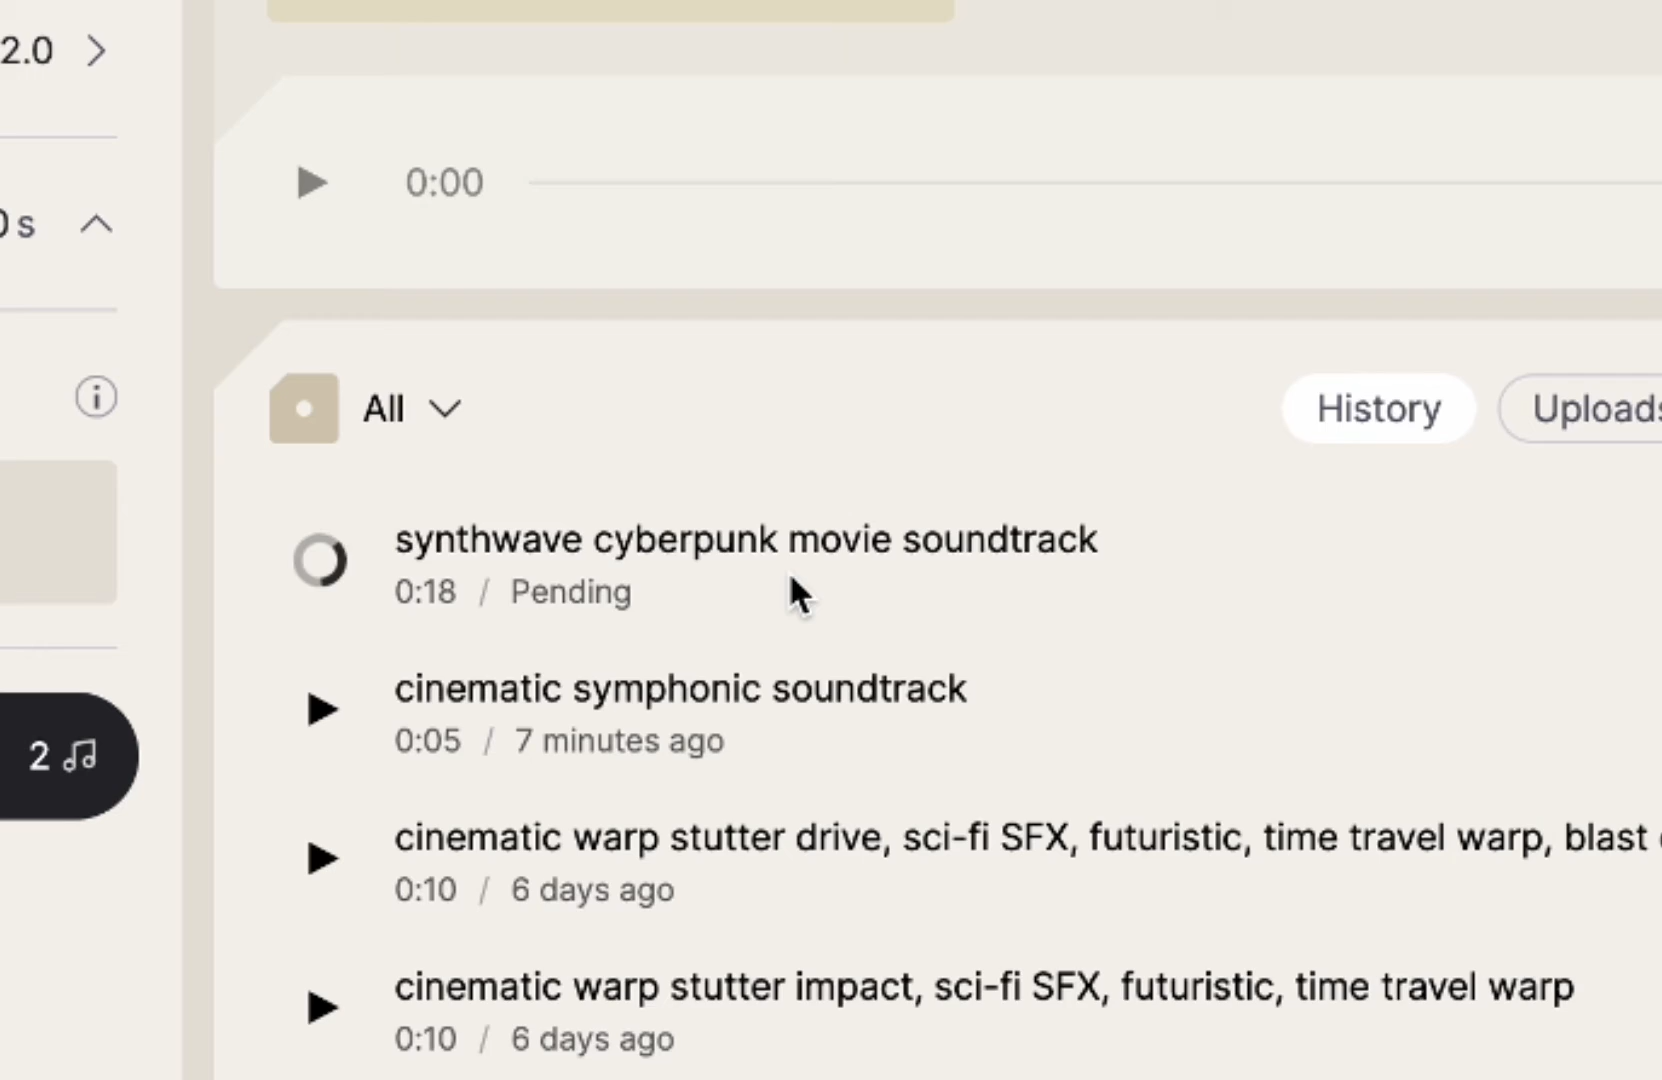 2.0
0:00
s
All
History
Uploads
synthwave cyberpunk movie soundtrack
0:18 / Pending
cinematic symphonic soundtrack
0:05 / 7 minutes ago
2
cinematic warp stutter drive, sci-fi SFX, futuristic, time travel warp, blast
0:10 / 6 days ago
cinematic warp stutter impact, sci-fi SFX, futuristic, time travel warp
0:10 / 6 days ago